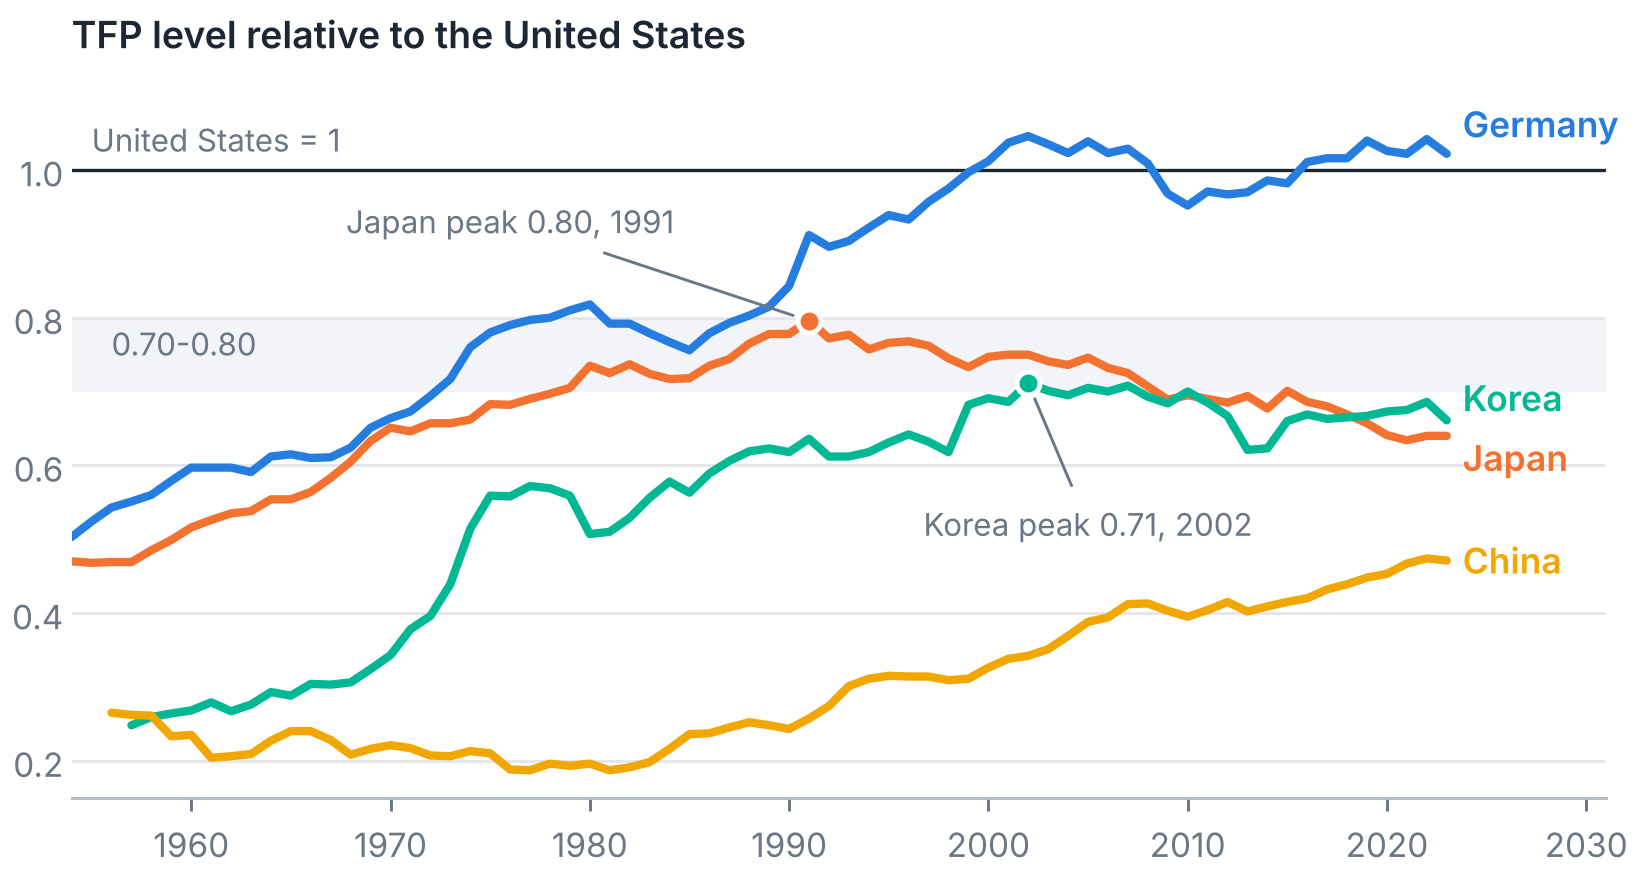 TFP level relative to the United States
United States = 1
Germany
1.0
Japan peak 0.80, 1991
0.8
0.70-0.80
Korea
0.6
Japan
Korea peak 0.71, 2002
China
0.4
0.2
1960 1970 1980 1990 2000 2010 2020 2030